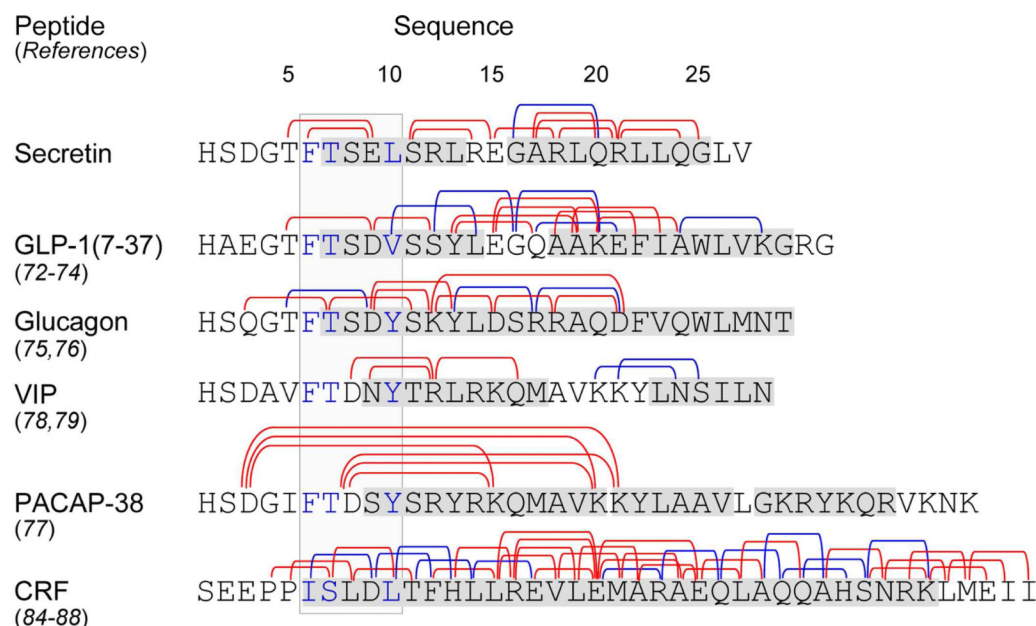 Peptide Sequence
(References)
5 10 15 20 25
Secretin HSDGTFTSELSRLREGARLQRLLQGLV
GLP-1(7-37) HAEGTFTSDVSSYLEGQAAKEFIAWLVKGRG
(72-74)
Glucagon HSQGTFTSDYSKYLDSRRAQDFVQWLMNT
(75,76)
VIP HSDAVFTDNYTRLRKQMAVKKYLNSILN
(78,79)
PACAP-38 HSDGIFTDSYSRYRKQMAVKKYLAAVLGKRYKQRVKNK
(77)
CRF SEEPPISLDLTFHLLREVLEMARAEQLAQQAHSNRKLMEII
(84-88)